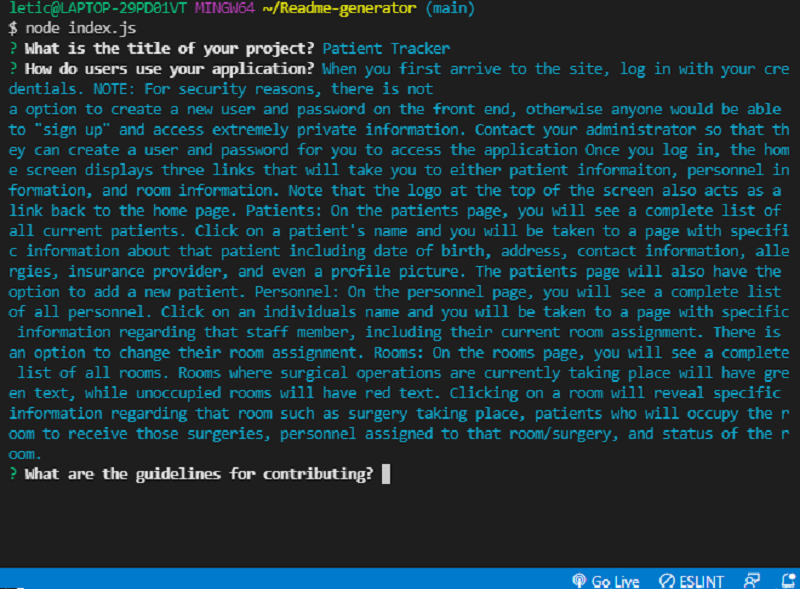 letic@LAPTOP-29PD01VT MINGW64 ~/Readme-generator (main)
$ node index.js
? What is the title of your project? Patient Tracker
? How do users use your application? When you first arrive to the site, log in with your cre
dentials. NOTE: For security reasons, there is not
a option to create a new user and password on the front end, otherwise anyone would be able
to "sign up" and access extremely private information. Contact your administrator so that th
ey can create a user and password for you to access the application Once you log in, the hom
e screen displays three links that will take you to either patient informaiton, personnel in
formation, and room information. Note that the logo at the top of the screen also acts as a
link back to the home page. Patients: On the patients page, you will see a complete list of
all current patients. Click on a patient's name and you will be taken to a page with specifi
c information about that patient including date of birth, address, contact information, alle
rgies, insurance provider, and even a profile picture. The patients page will also have the
option to add a new patient. Personnel: On the personnel page, you will see a complete list
of all personnel. Click on an individuals name and you will be taken to a page with specific
information regarding that staff member, including their current room assignment. There is
an option to change their room assignment. Rooms: On the rooms page, you will see a complete
list of all rooms. Rooms where surgical operations are currently taking place will have gre
en text, while unoccupied rooms will have red text. Clicking on a room will reveal specific
information regarding that room such as surgery taking place, patients who will occupy the r
oom to receive those surgeries, personnel assigned to that room/surgery, and status of the r
oom.
? What are the guidelines for contributing?
Go Live ESLINT